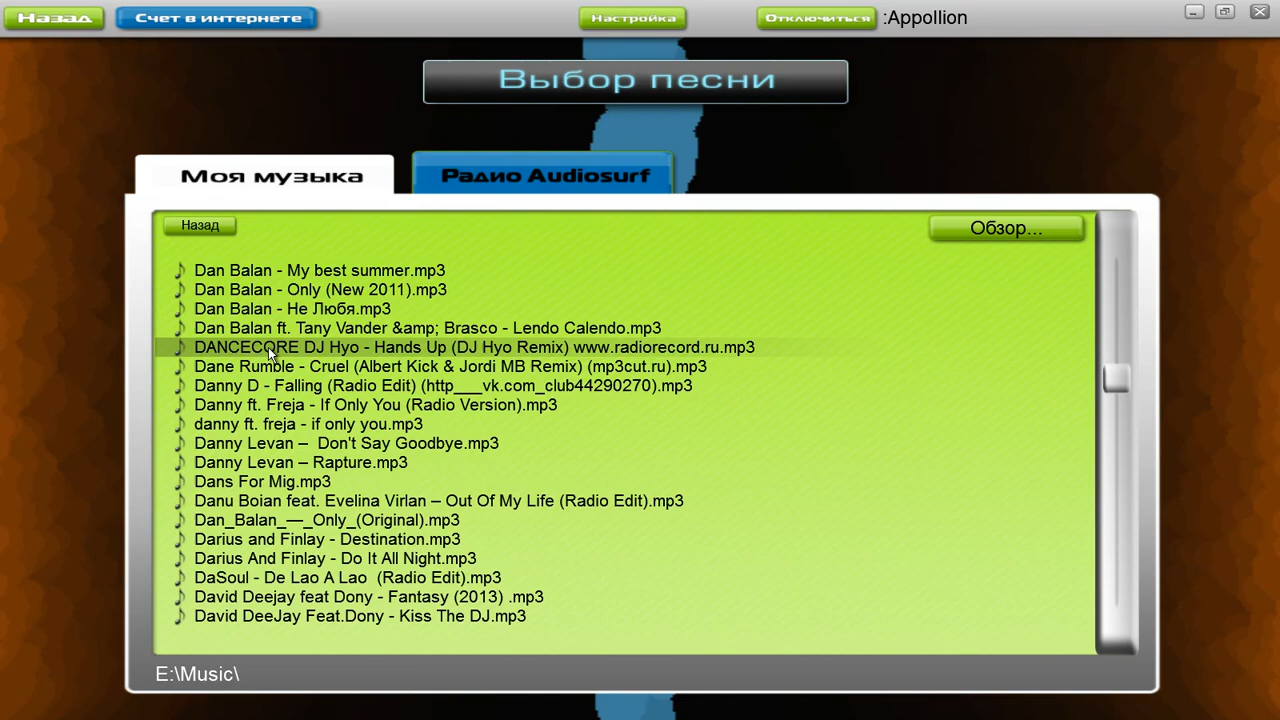 Назад
Счет в интернете
Настройка
Отключиться
:Appollion
Выбор песни
Моя музыка
Радио Audiosurf
Назад
Обзор...
Dan Balan - My best summer.mp3
Dan Balan - Only (New 2011).mp3
Dan Balan - Не Любя.mp3
Dan Balan ft. Tany Vander &amp; Brasco - Lendo Calendo.mp3
DANCECORE DJ Hyo - Hands Up (DJ Hyo Remix) www.radiorecord.ru.mp3
Dane Rumble - Cruel (Albert Kick & Jordi MB Remix) (mp3cut.ru).mp3
Danny D - Falling (Radio Edit) (http___vk.com_club44290270).mp3
Danny ft. Freja - If Only You (Radio Version).mp3
danny ft. freja - if only you.mp3
Danny Levan –  Don't Say Goodbye.mp3
Danny Levan – Rapture.mp3
Dans For Mig.mp3
Danu Boian feat. Evelina Virlan – Out Of My Life (Radio Edit).mp3
Dan_Balan_—_Only_(Original).mp3
Darius and Finlay - Destination.mp3
Darius And Finlay - Do It All Night.mp3
DaSoul - De Lao A Lao  (Radio Edit).mp3
David Deejay feat Dony - Fantasy (2013) .mp3
David DeeJay Feat.Dony - Kiss The DJ.mp3
E:\Music\